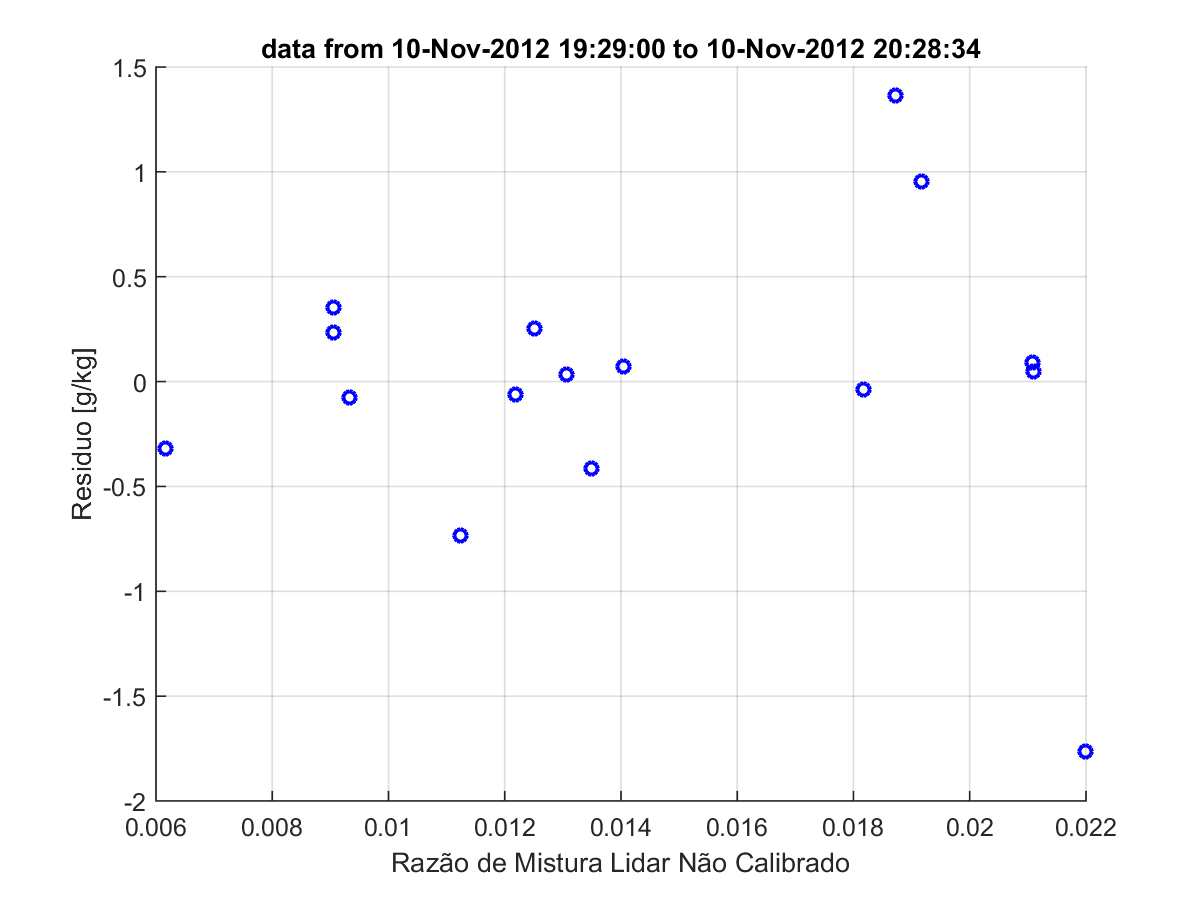 data from 10-Nov-2012 19:29:00 to 10-Nov-2012 20:28:34
1.5
1
0.5
0
-0.5
-1
-1.5
-2
Residuo [g/kg]
0.006 0.008 0.01 0.012 0.014 0.016 0.018 0.02 0.022
Razão de Mistura Lidar Não Calibrado